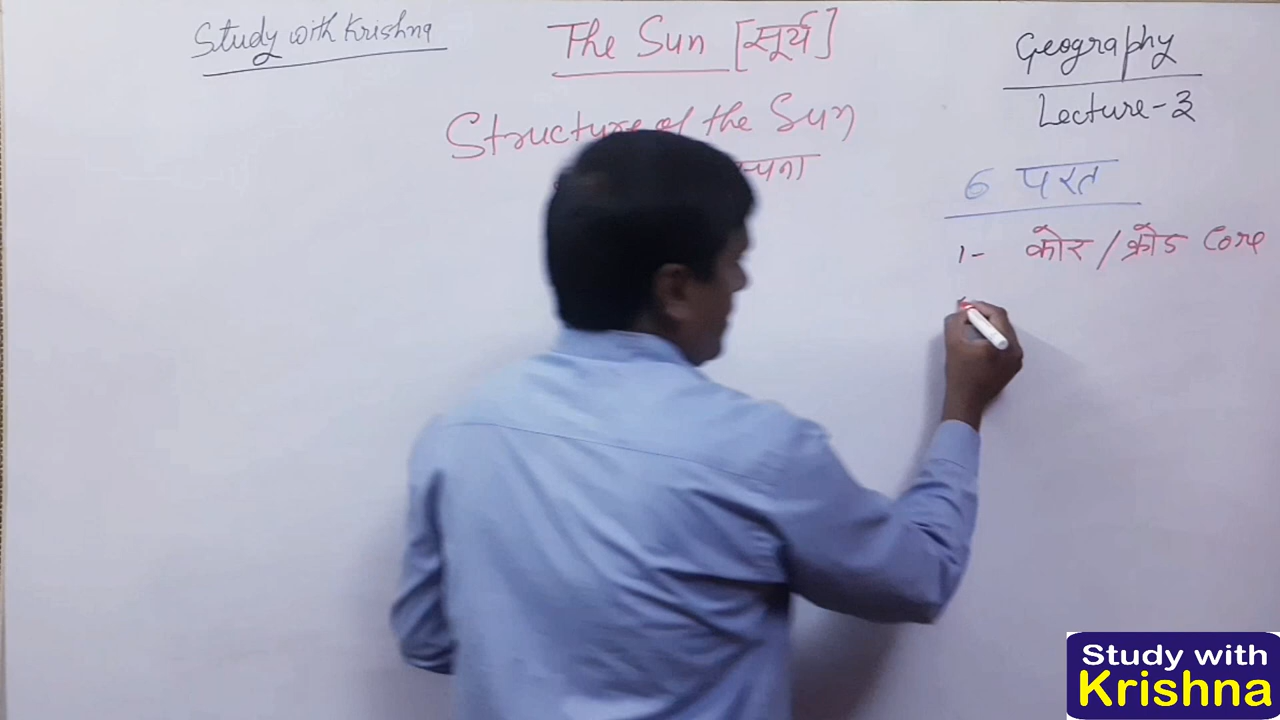 Study with Krishna
The Sun [सूर्य]
Geography
Lecture-3
Structure of the Sun
6 परत
1- कोर / क्रोड Core
Study with
Krishna